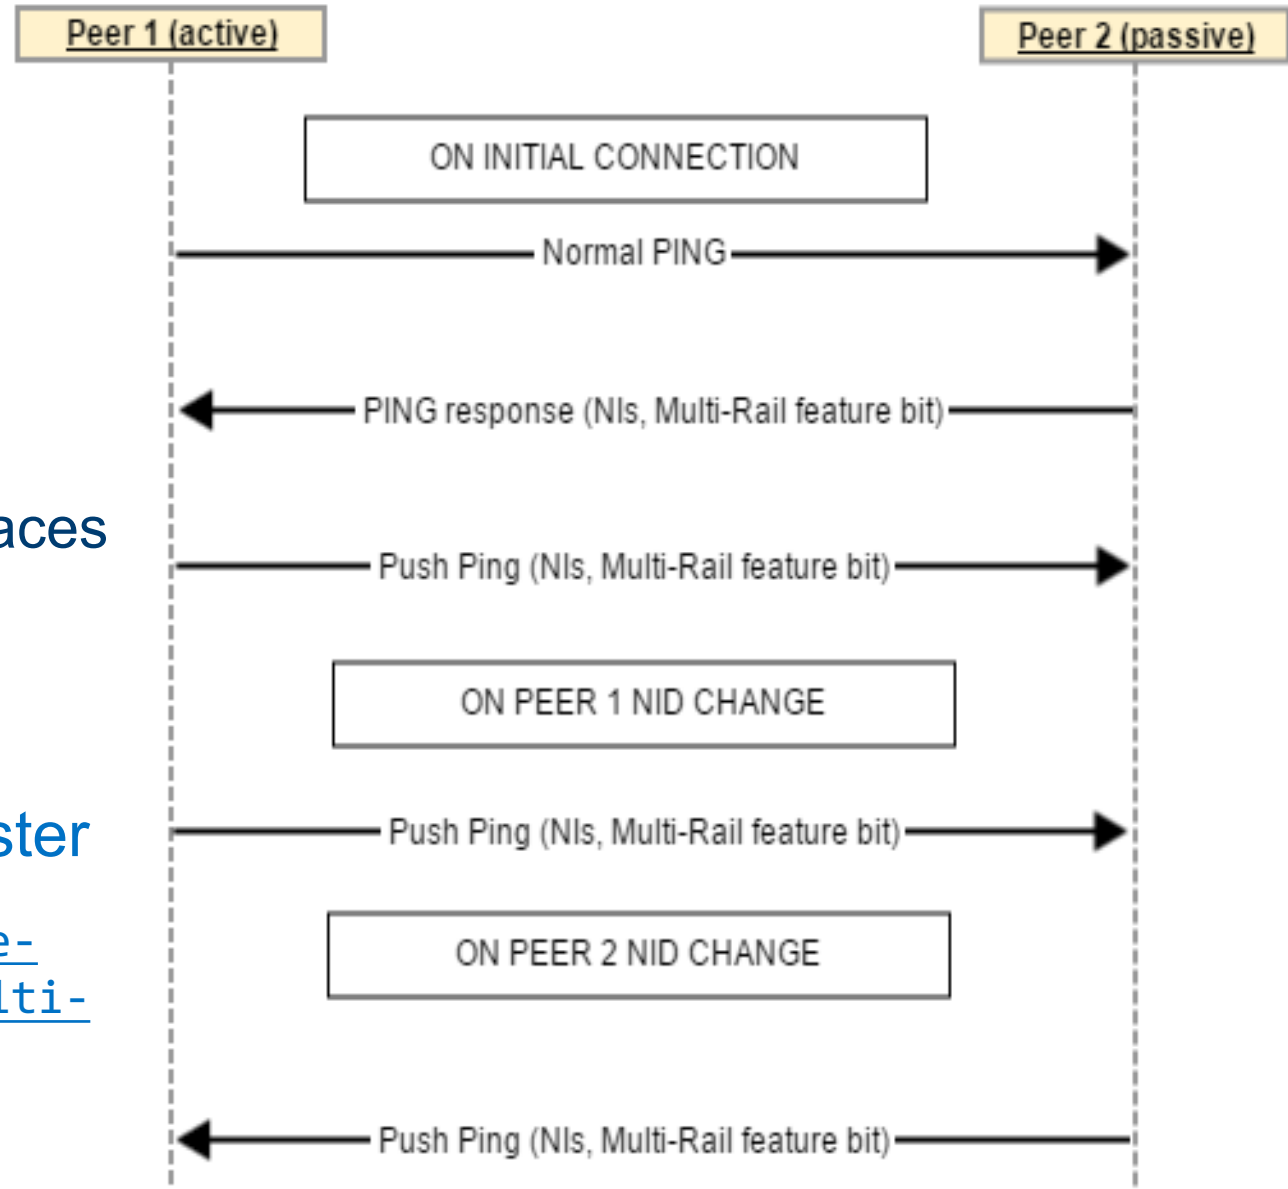 Peer 1 (active)
Peer 2 (passive)
ON INITIAL CONNECTION
Normal PING
PING response (NIs, Multi-Rail feature bit)
aces
Push Ping (NIs, Multi-Rail feature bit)
ON PEER 1 NID CHANGE
ster
Push Ping (NIs, Multi-Rail feature bit)
e-
lti-
ON PEER 2 NID CHANGE
Push Ping (NIs, Multi-Rail feature bit)